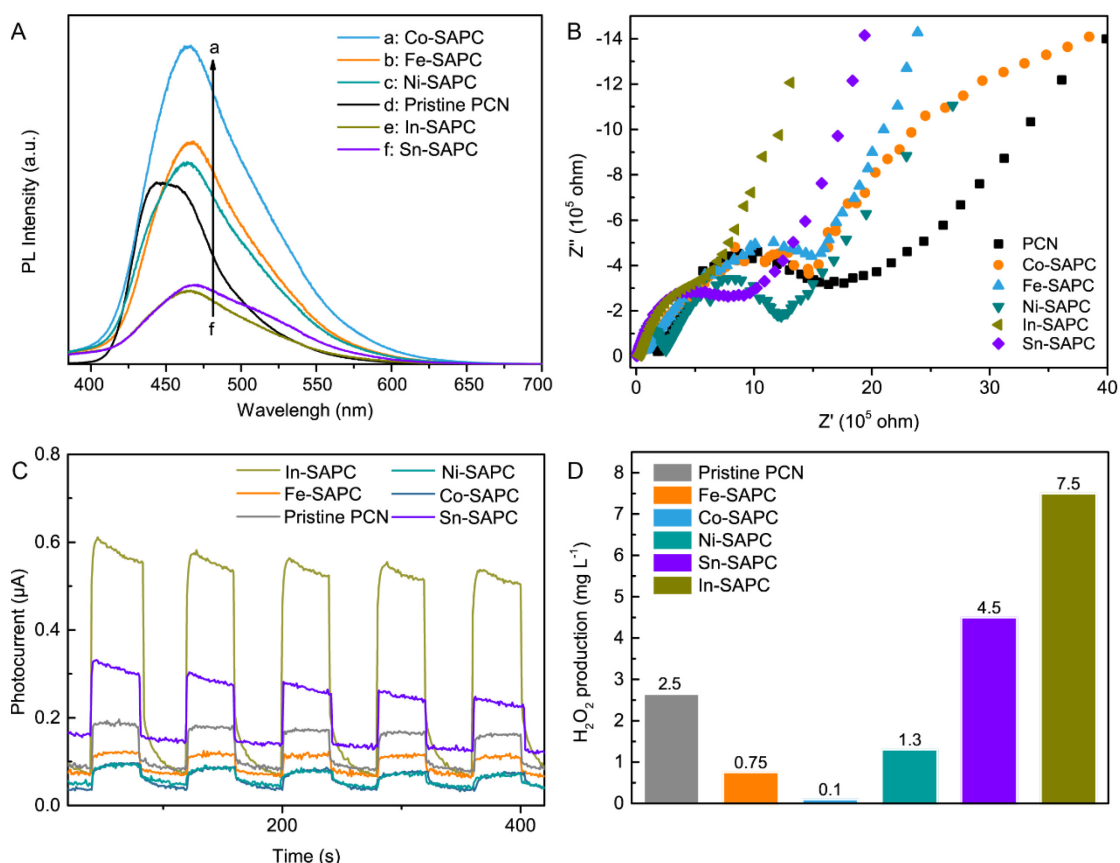 A
PL Intensity (a.u.)
a: Co-SAPC
b: Fe-SAPC
c: Ni-SAPC
d: Pristine PCN
e: In-SAPC
f: Sn-SAPC
a
f
400 450 500 550 600 650 700
Wavelengh (nm)
B
Z'' (10⁵ ohm)
-14
-12
-10
-8
-6
-4
-2
0
PCN
Co-SAPC
Fe-SAPC
Ni-SAPC
In-SAPC
Sn-SAPC
0 10 20 30 40
Z' (10⁵ ohm)
C
Photocurrent (µA)
0.6
0.4
0.2
0.0
In-SAPC Ni-SAPC
Fe-SAPC Co-SAPC
Pristine PCN Sn-SAPC
200 400
Time (s)
D
H₂O₂ production (mg L⁻¹)
8
7
6
5
4
3
2
1
0
Pristine PCN
Fe-SAPC
Co-SAPC
Ni-SAPC
Sn-SAPC
In-SAPC
2.5
0.75
0.1
1.3
4.5
7.5